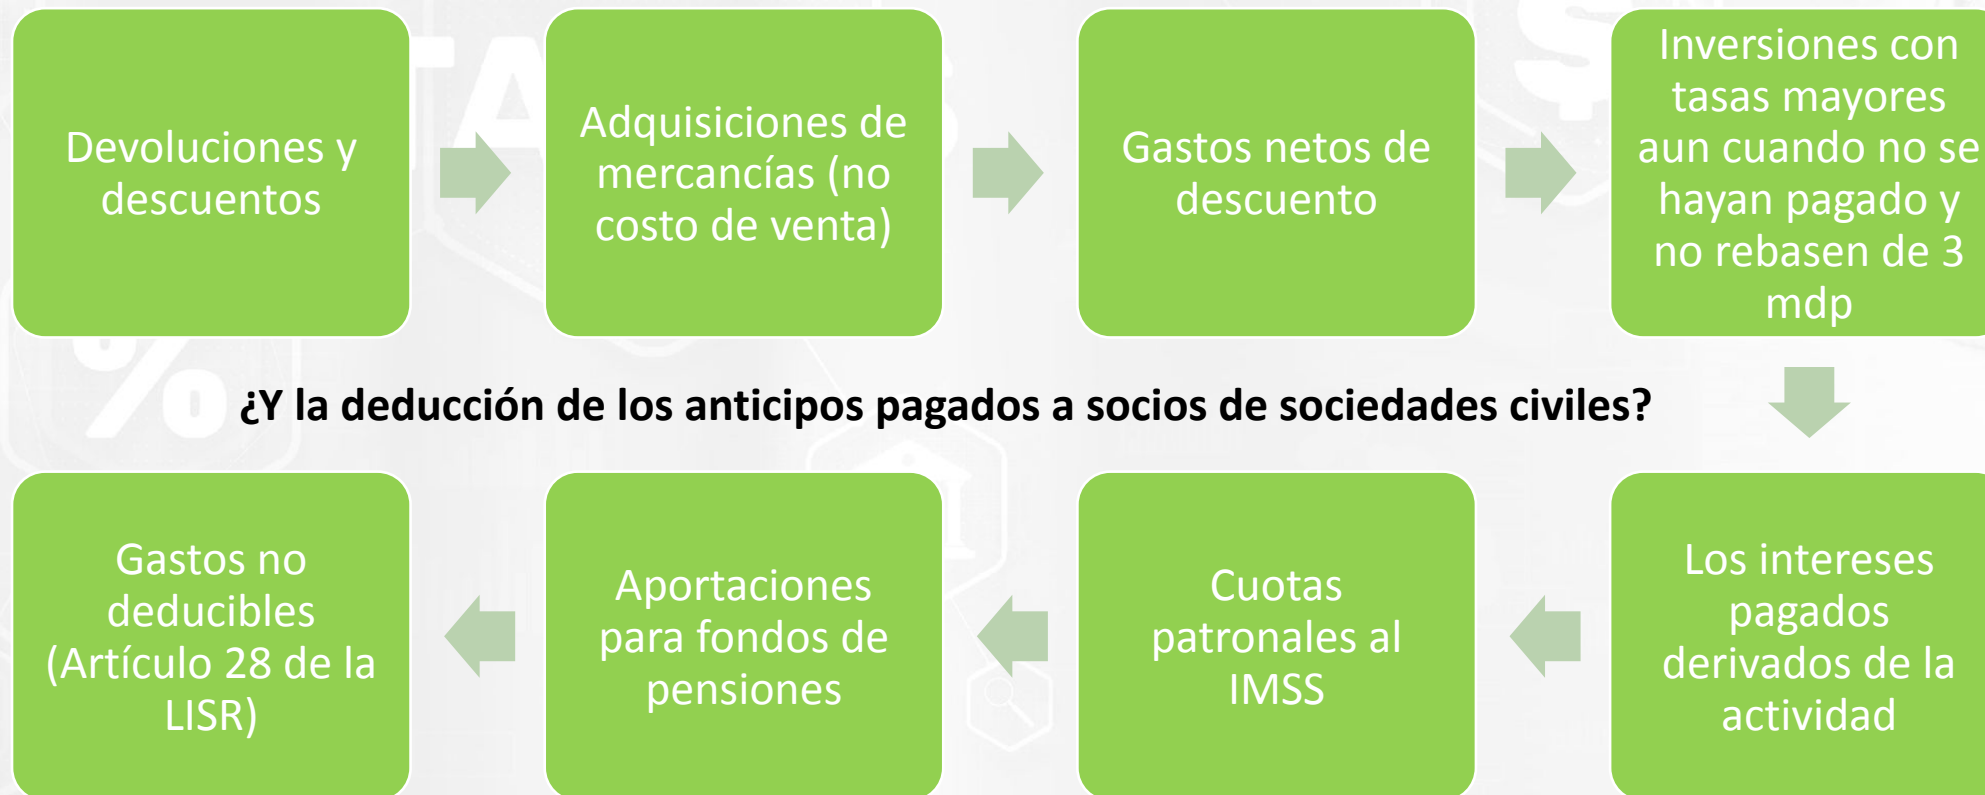 Devoluciones y
descuentos
Adquisiciones de
mercancías (no
costo de venta)
Gastos netos de
descuento
Inversiones con
tasas mayores
aun cuando no se
hayan pagado y
no rebasen de 3
mdp
¿Y la deducción de los anticipos pagados a socios de sociedades civiles?
Los intereses
pagados
derivados de la
actividad
Cuotas
patronales al
IMSS
Aportaciones
para fondos de
pensiones
Gastos no
deducibles
(Artículo 28 de la
LISR)